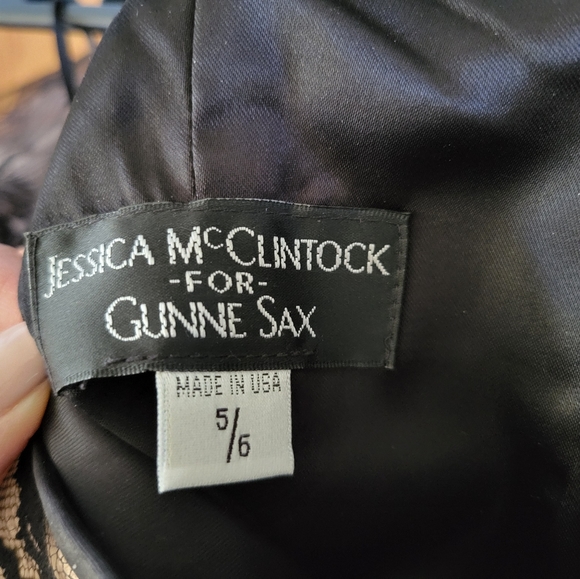 JESSICA MCCLINTOCK
-FOR-
GUNNE SAX
MADE IN USA
5/6